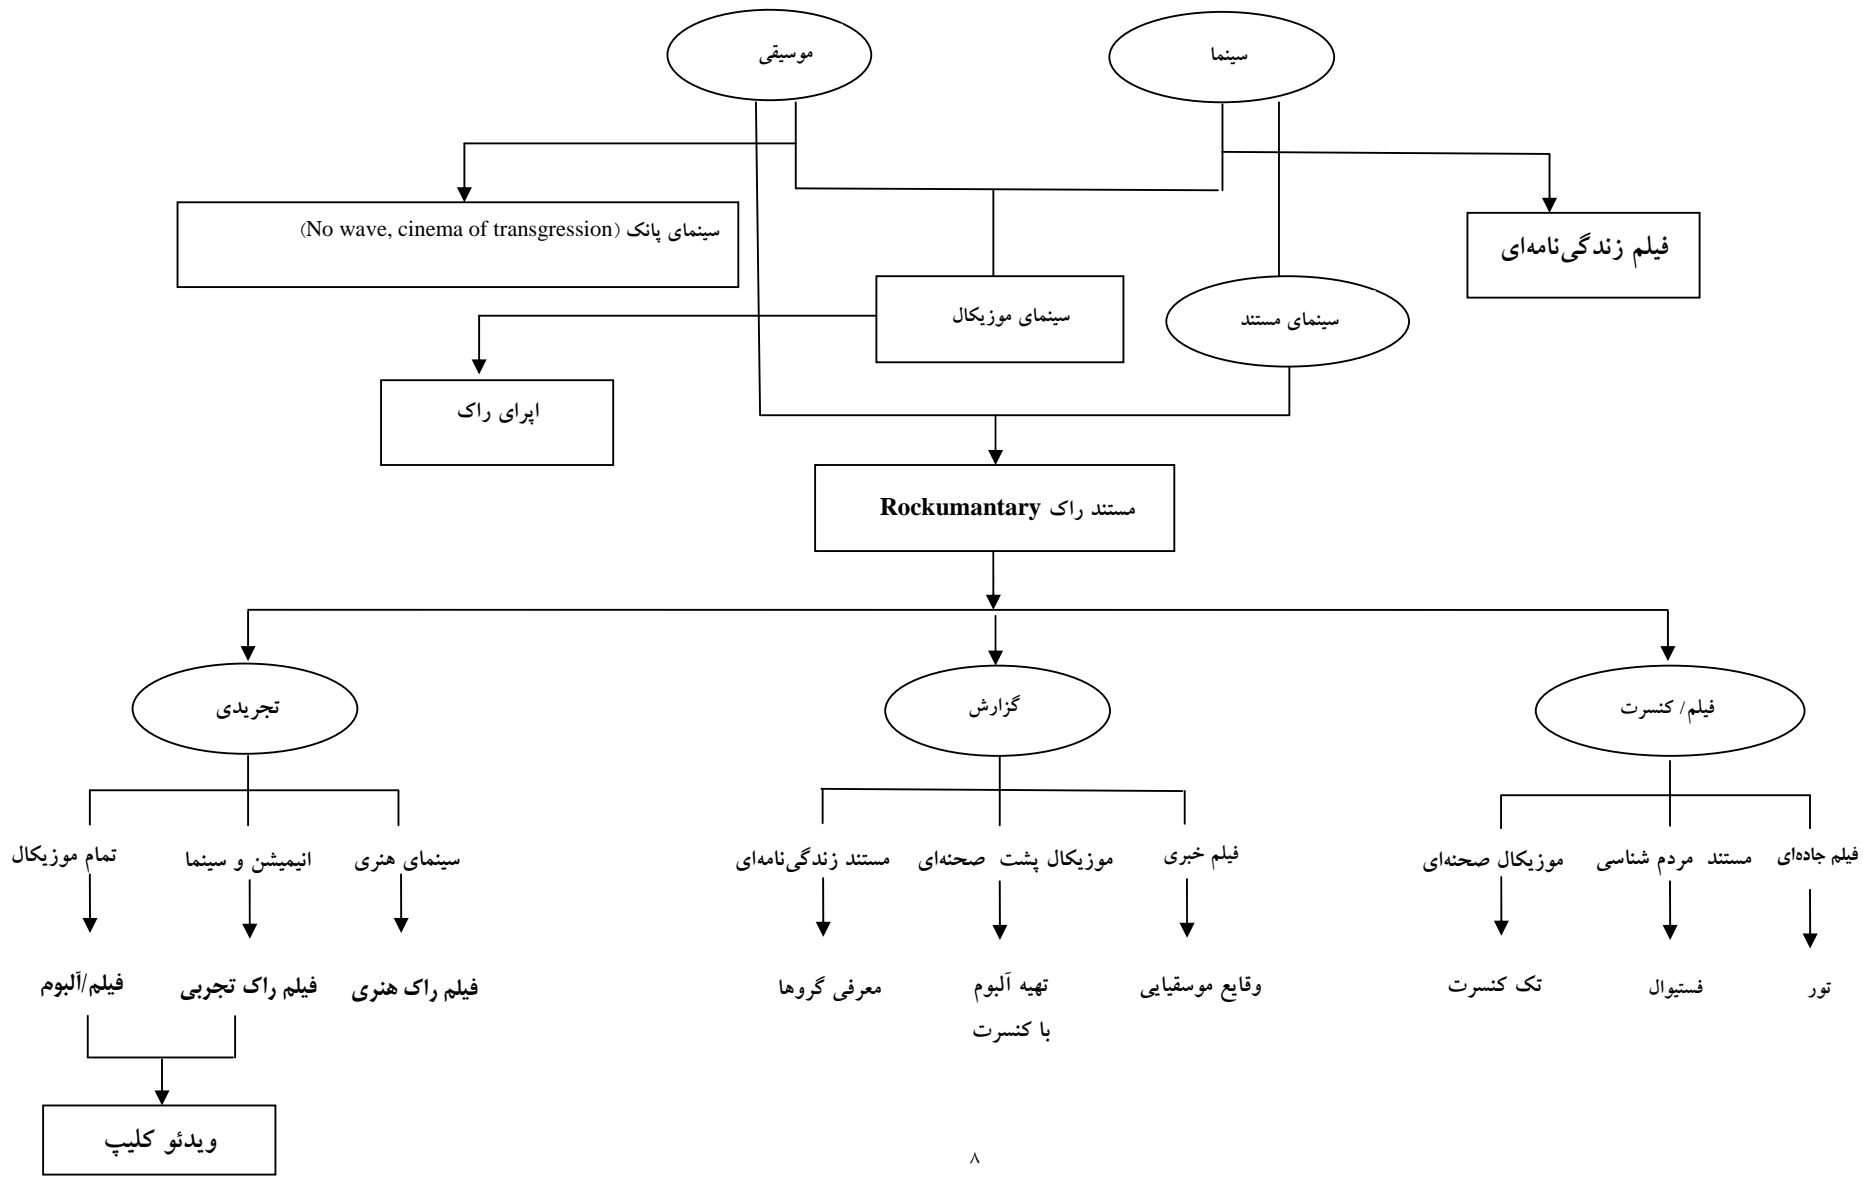 سینما
موسیقی
سینمای پانک (No wave, cinema of transgression)
فیلم زندگی‌نامه‌ای
سینمای موزیکال
سینمای مستند
اپرای راک
مستند راک Rockumantary
فیلم/ کنسرت
گزارش
تجریدی
فیلم جاده‌ای
مستند مردم شناسی
موزیکال صحنه‌ای
فیلم خبری
موزیکال پشت صحنه‌ای
مستند زندگی‌نامه‌ای
سینمای هنری
انیمیشن و سینما
تمام موزیکال
تور
فستیوال
تک کنسرت
وقایع موسقیایی
تهیه آلبوم
با کنسرت
معرفی گروها
فیلم راک هنری
فیلم راک تجربی
فیلم/آلبوم
ویدئو کلیپ
۸